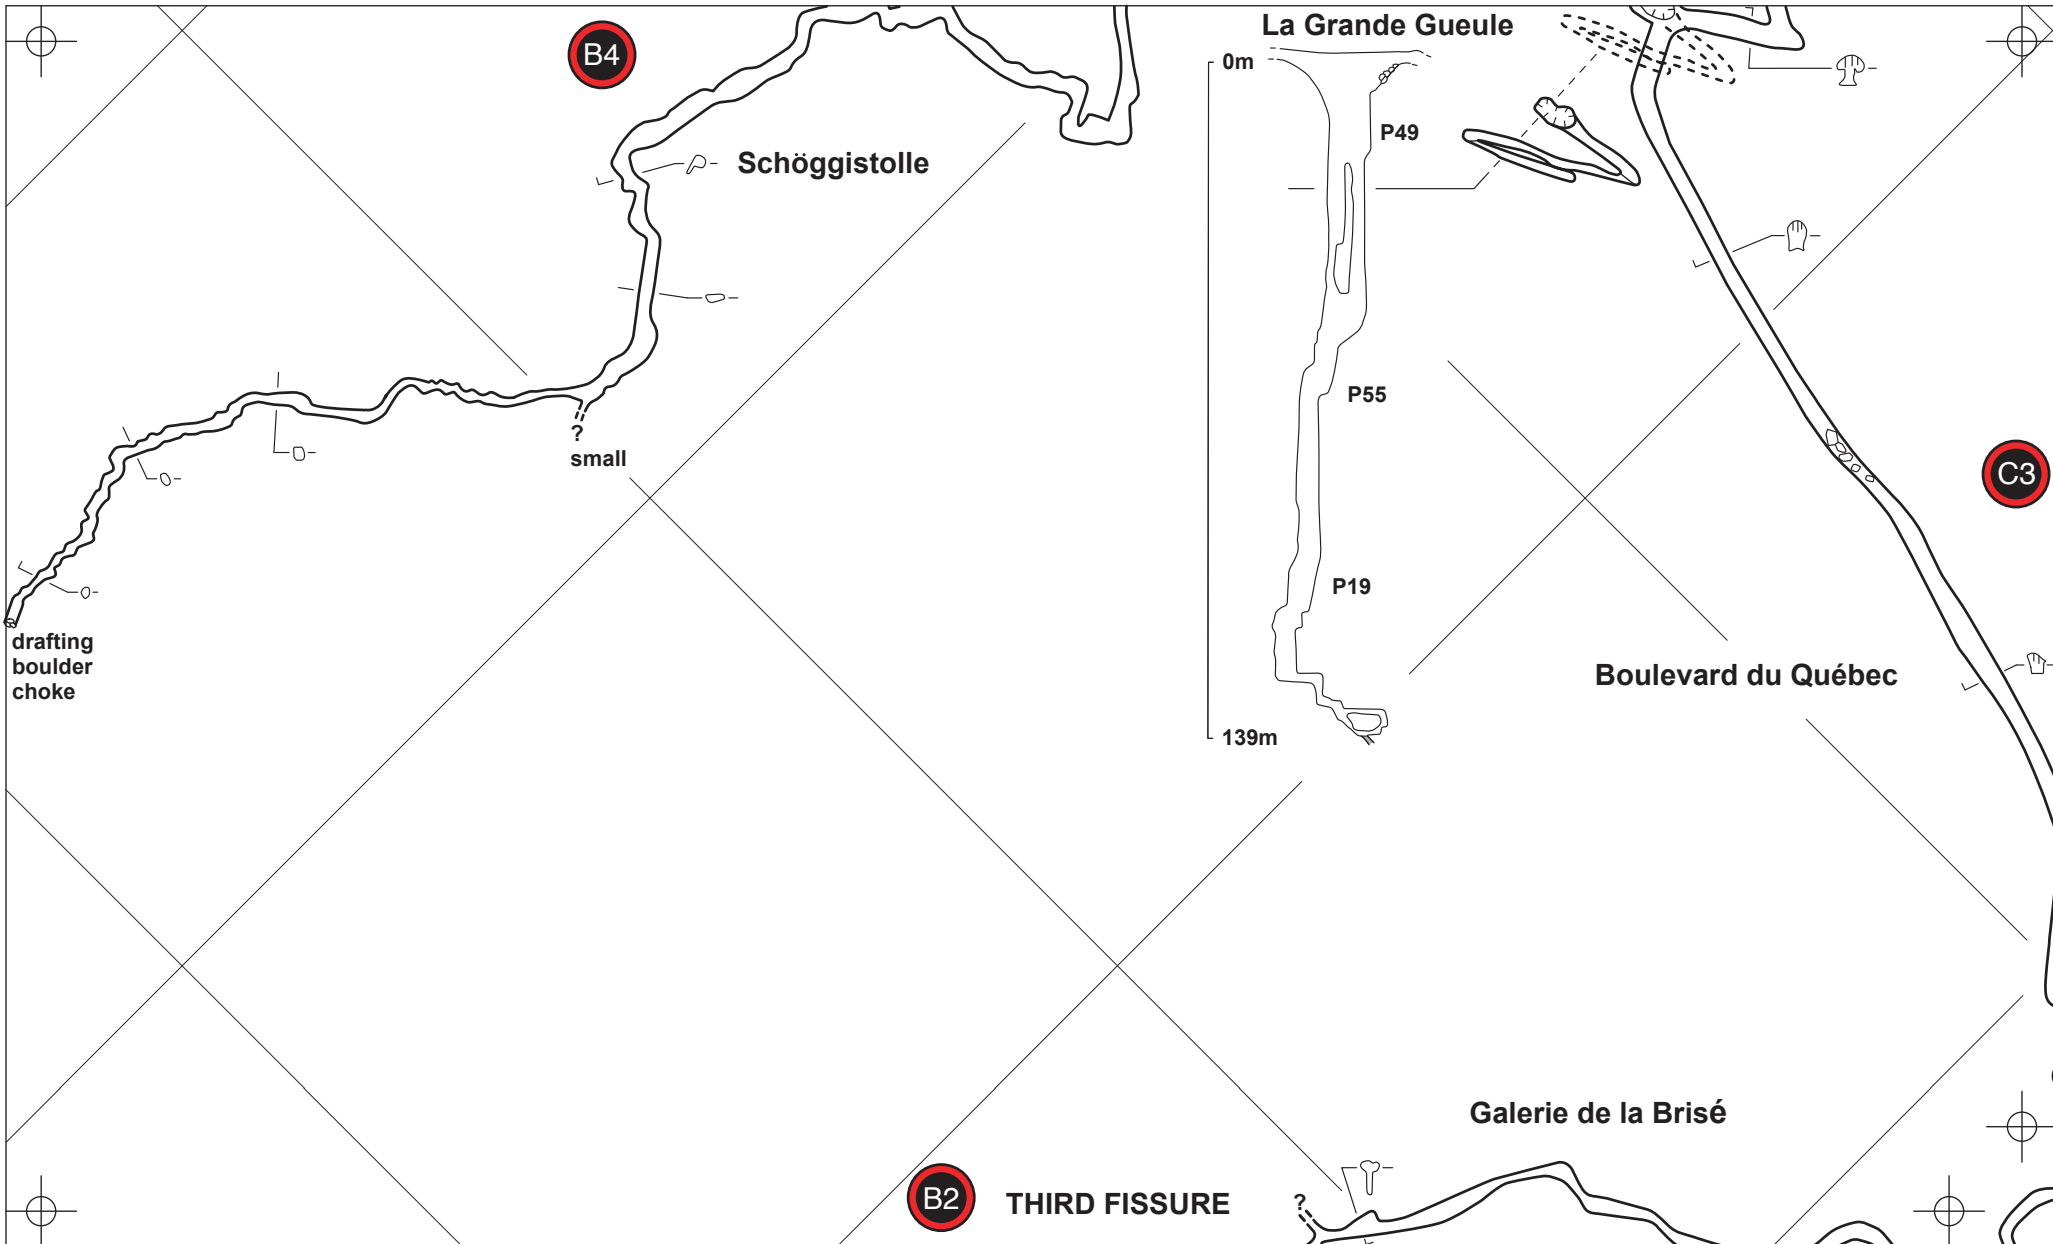 La Grande Gueule
B4
0m
P49
Schöggistolle
P55
?
small
C3
P19
drafting
boulder
choke
Boulevard du Québec
139m
Galerie de la Brisé
B2
THIRD FISSURE
?